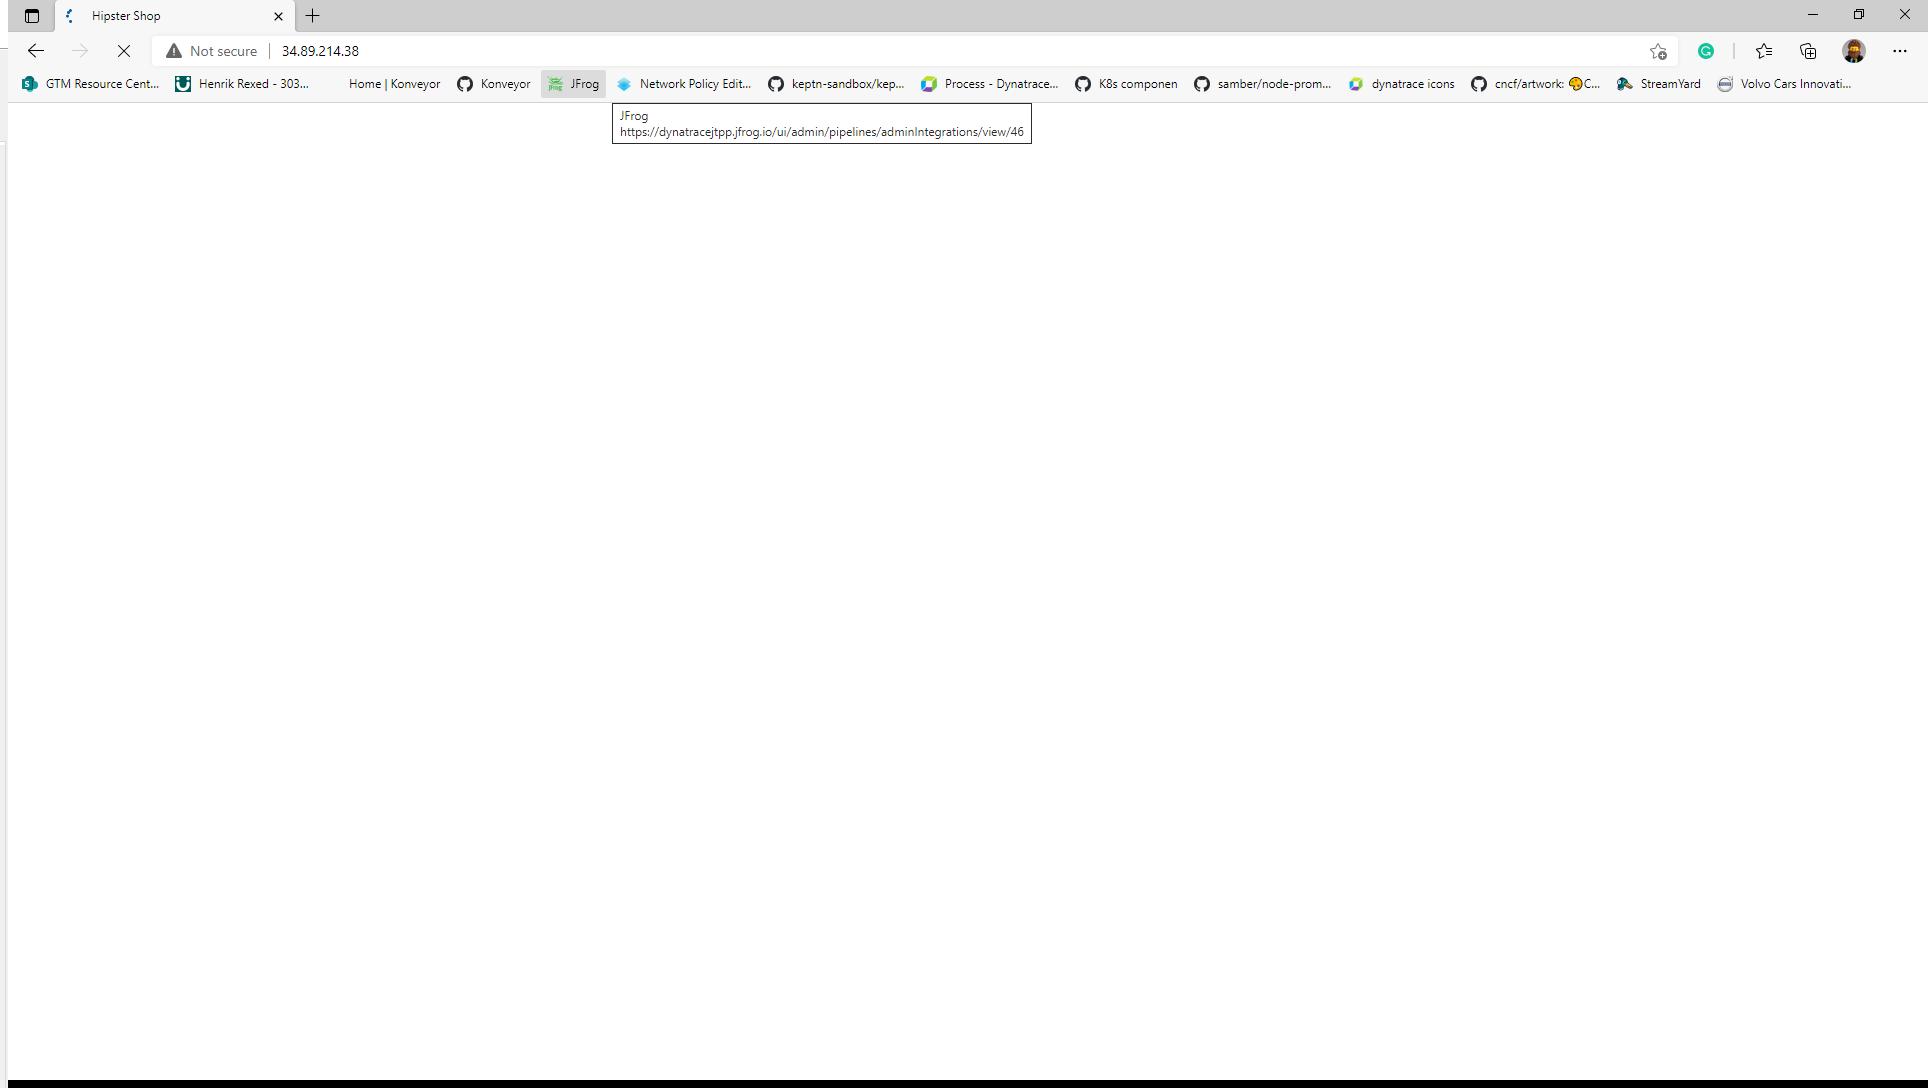 Hipster Shop
Not secure 34.89.214.38
GTM Resource Cent... Henrik Rexed - 303... Home | Konveyor Konveyor JFrog Network Policy Edit... keptn-sandbox/kep... Process - Dynatrace... K8s componen samber/node-prom... dynatrace icons cncf/artwork: 🎨C... StreamYard Volvo Cars Innovati...
JFrog
https://dynatracejtpp.jfrog.io/ui/admin/pipelines/adminIntegrations/view/46